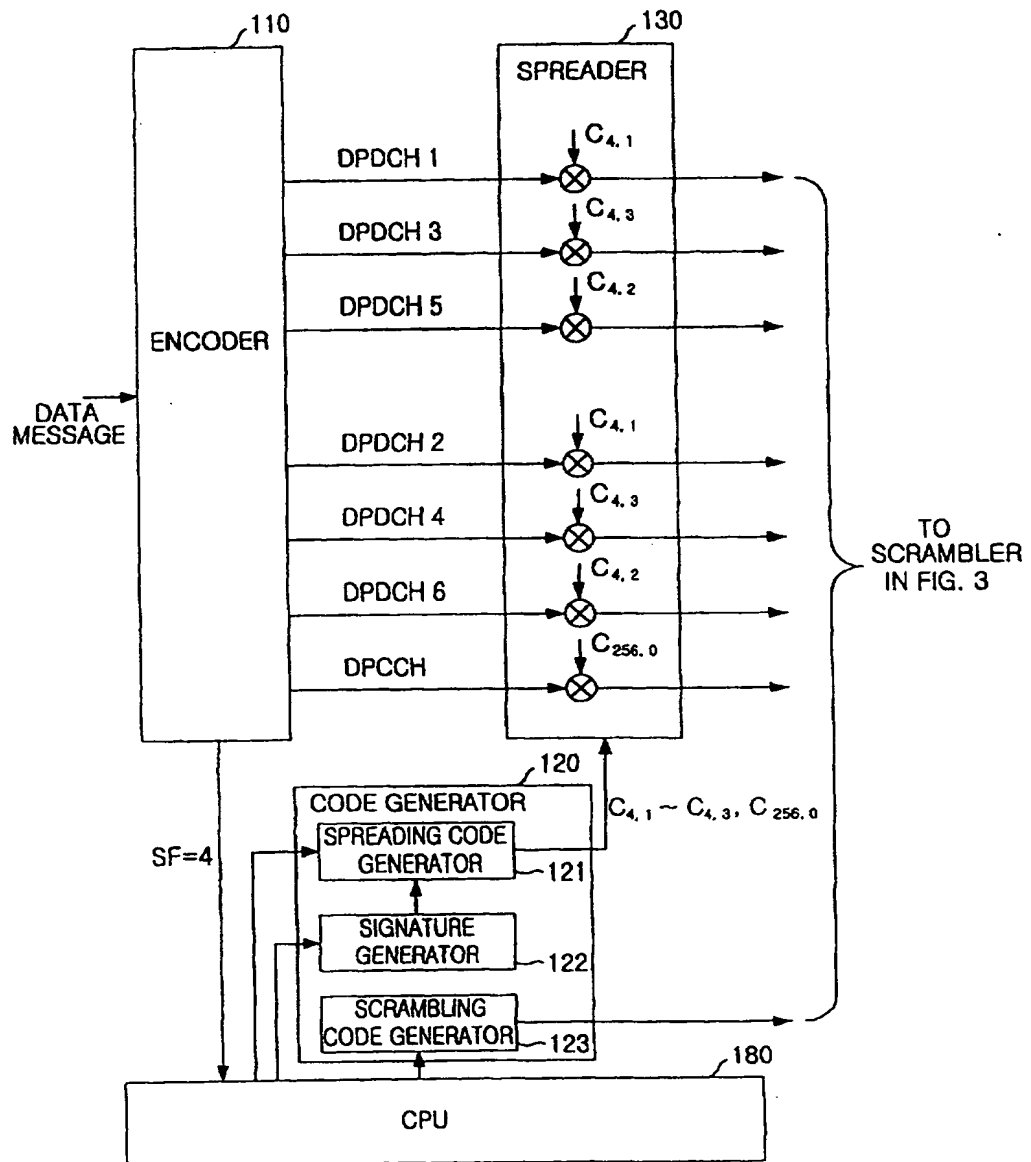 110
130
SPREADER
C4,1
DPDCH 1
C4,3
DPDCH 3
C4,2
DPDCH 5
ENCODER
DATA
MESSAGE
C4,1
DPDCH 2
C4,3
DPDCH 4
C4,2
DPDCH 6
C256,0
DPCCH
TO
SCRAMBLER
IN FIG. 3
120
CODE GENERATOR
C4,1 ~ C4,3, C256,0
SPREADING CODE
GENERATOR
121
SF=4
SIGNATURE
GENERATOR
122
SCRAMBLING
CODE GENERATOR
123
180
CPU